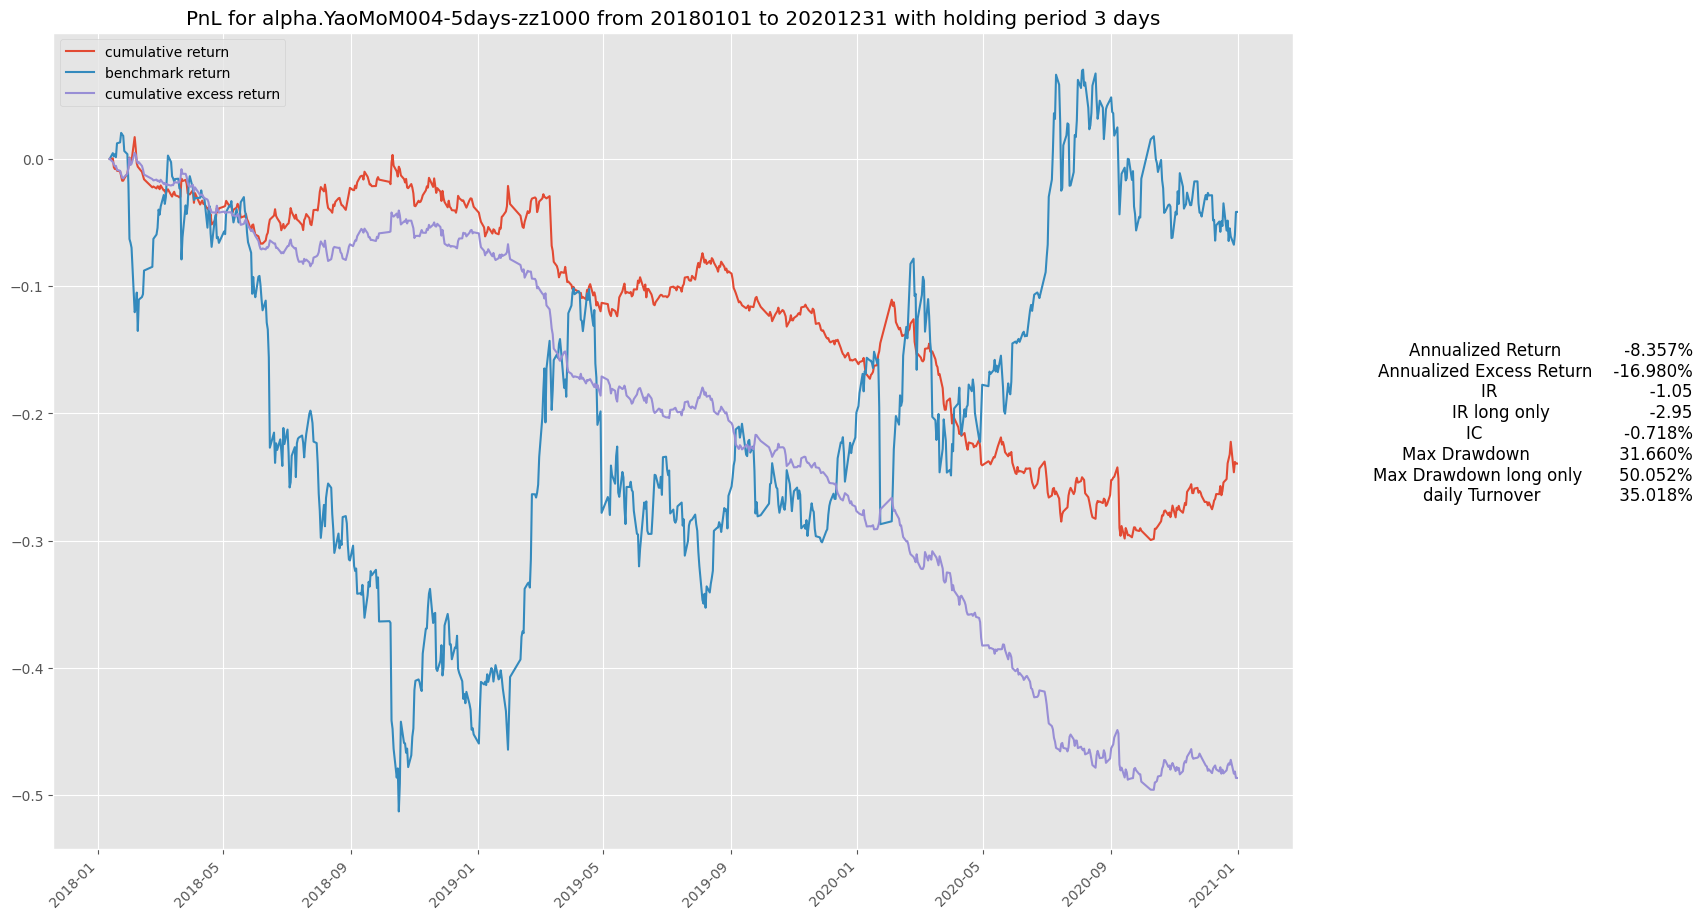 PnL for alpha.YaoMoM004-5days-zz1000 from 20180101 to 20201231 with holding period 3 days
cumulative return
benchmark return
cumulative excess return
0.0
−0.1
−0.2
−0.3
−0.4
−0.5
2018-01
2018-05
2018-09
2019-01
2019-05
2019-09
2020-01
2020-05
2020-09
2021-01
Annualized Return -8.357%
Annualized Excess Return -16.980%
IR -1.05
IR long only -2.95
IC -0.718%
Max Drawdown 31.660%
Max Drawdown long only 50.052%
daily Turnover 35.018%